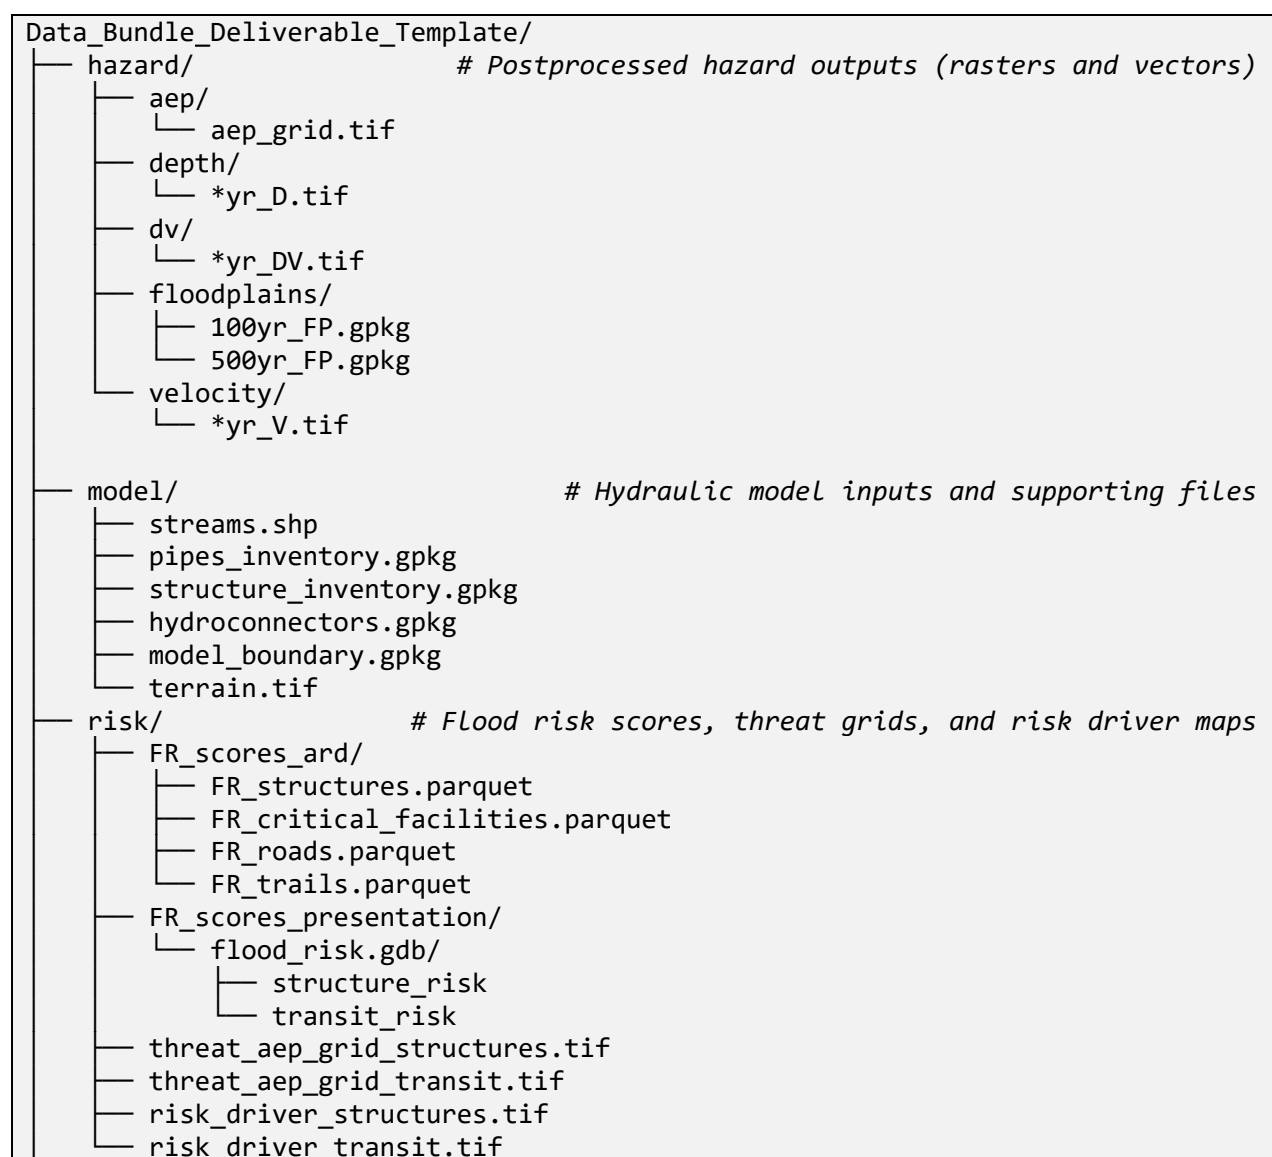 Data_Bundle_Deliverable_Template/
├── hazard/                 # Postprocessed hazard outputs (rasters and vectors)
│   ├── aep/
│   │   └── aep_grid.tif
│   ├── depth/
│   │   └── *yr_D.tif
│   ├── dv/
│   │   └── *yr_DV.tif
│   ├── floodplains/
│   │   ├── 100yr_FP.gpkg
│   │   └── 500yr_FP.gpkg
│   └── velocity/
│       └── *yr_V.tif
│
├── model/                         # Hydraulic model inputs and supporting files
│   ├── streams.shp
│   ├── pipes_inventory.gpkg
│   ├── structure_inventory.gpkg
│   ├── hydroconnectors.gpkg
│   ├── model_boundary.gpkg
│   └── terrain.tif
├── risk/                # Flood risk scores, threat grids, and risk driver maps
│   ├── FR_scores_ard/
│   │   ├── FR_structures.parquet
│   │   ├── FR_critical_facilities.parquet
│   │   ├── FR_roads.parquet
│   │   └── FR_trails.parquet
│   ├── FR_scores_presentation/
│   │   └── flood_risk.gdb/
│   │       ├── structure_risk
│   │       └── transit_risk
│   ├── threat_aep_grid_structures.tif
│   ├── threat_aep_grid_transit.tif
│   ├── risk_driver_structures.tif
│   └── risk_driver_transit.tif